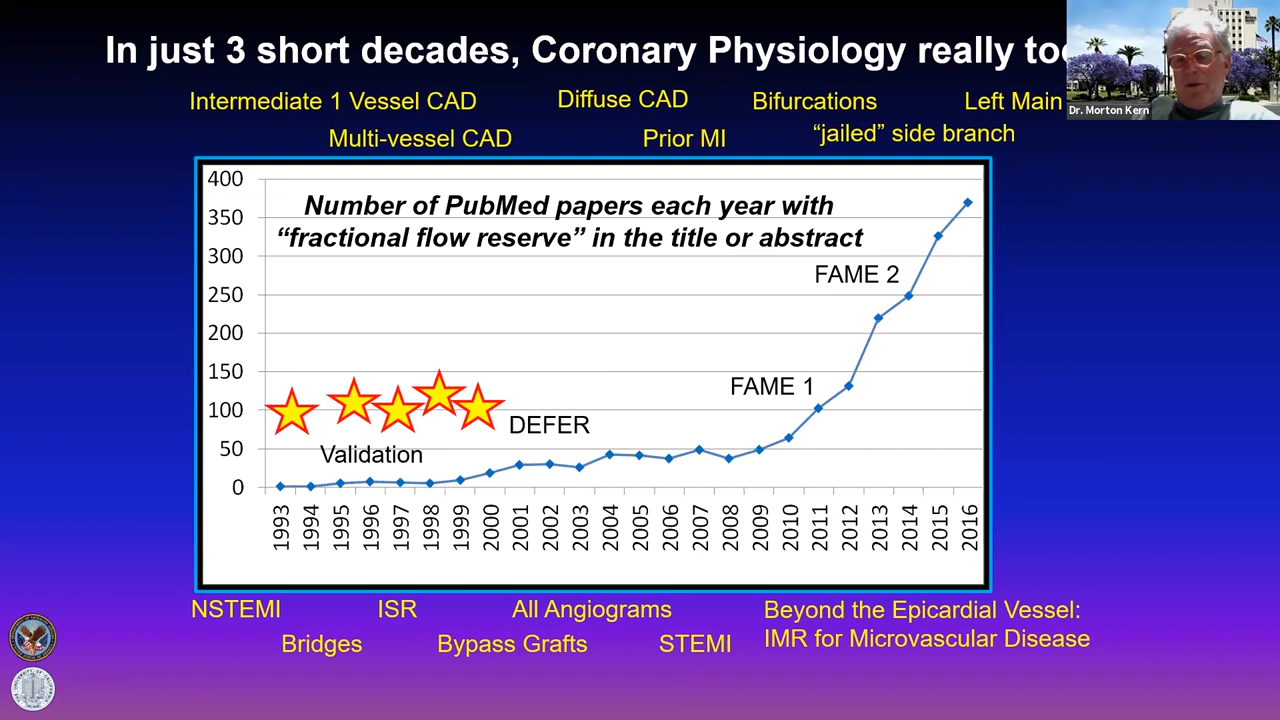 In just 3 short decades, Coronary Physiology really too
Dr. Morton Kern
Intermediate 1 Vessel CAD
Diffuse CAD
Bifurcations
Left Main
Multi-vessel CAD
Prior MI
“jailed” side branch
Number of PubMed papers each year with
“fractional flow reserve” in the title or abstract
400
350
300
250
200
150
100
50
0
FAME 2
FAME 1
DEFER
Validation
1993 1994 1995 1996 1997 1998 1999 2000 2001 2002 2003 2004 2005 2006 2007 2008 2009 2010 2011 2012 2013 2014 2015 2016
NSTEMI
ISR
All Angiograms
Beyond the Epicardial Vessel:
IMR for Microvascular Disease
Bridges
Bypass Grafts
STEMI